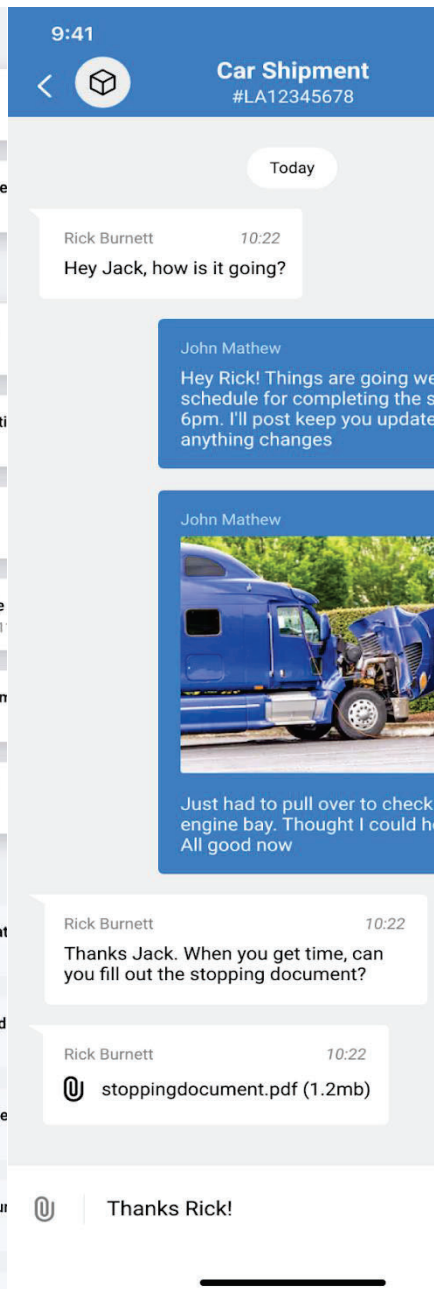 9:41
Car Shipment
#LA12345678
Today
Rick Burnett 10:22
Hey Jack, how is it going?
John Mathew
Hey Rick! Things are going
schedule for completing the
6pm. I'll post keep you
anything changes
John Mathew
Just had to pull over to check
engine bay. Thought I could
All good now
Rick Burnett 10:22
Thanks Jack. When you get time, can
you fill out the stopping document?
Rick Burnett 10:22
stoppingdocument.pdf (1.2mb)
Thanks Rick!